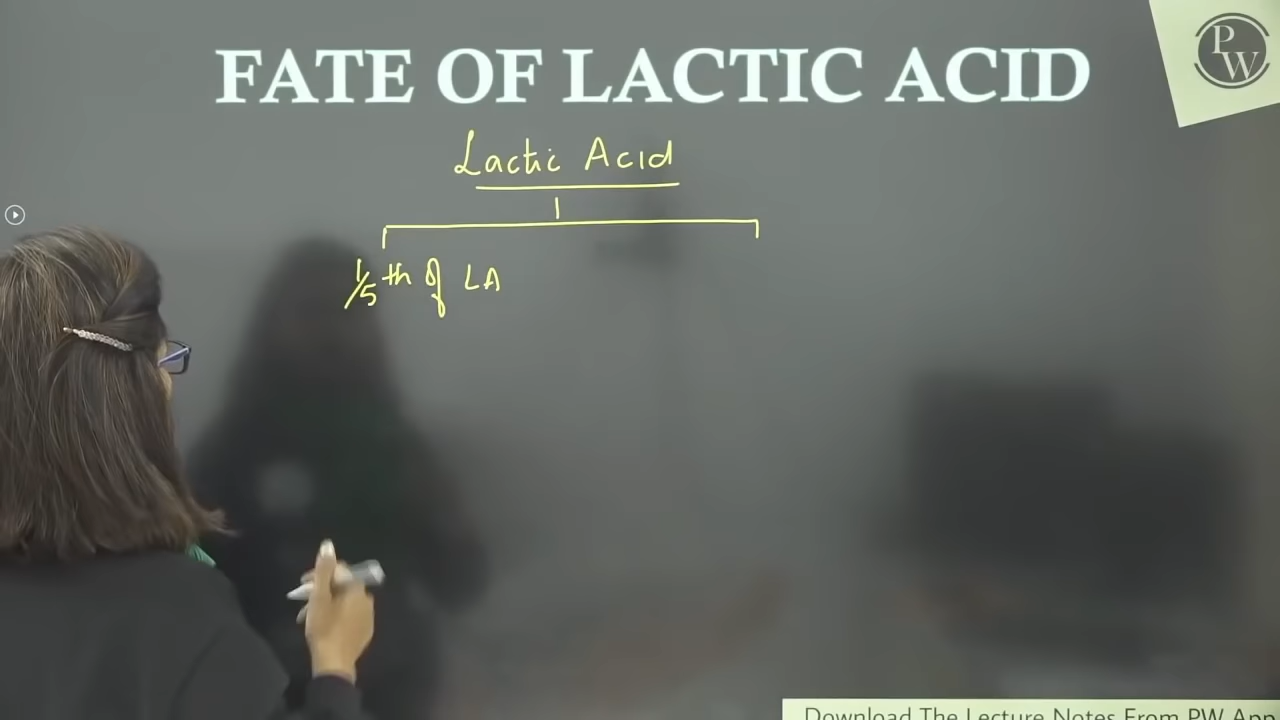 FATE OF LACTIC ACID
PW
Lactic Acid
1/5th of LA
Download The Lecture Notes From PW App